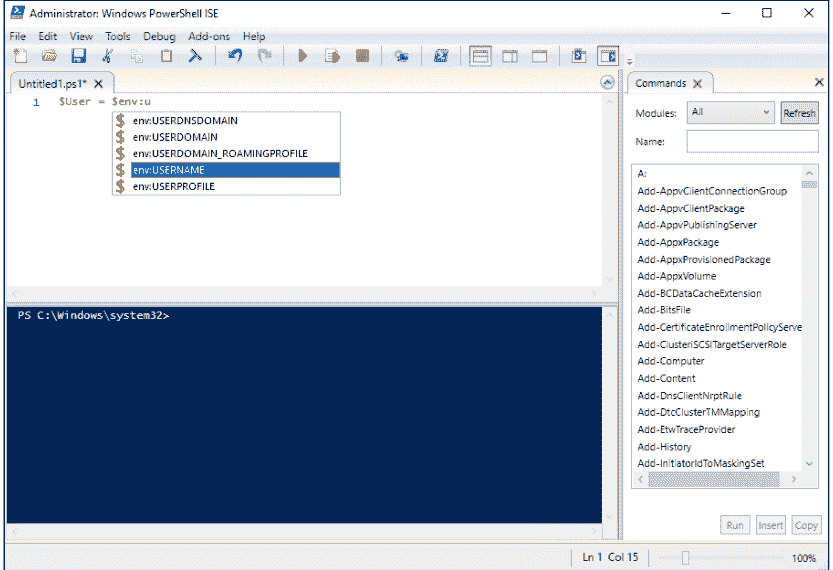 Administrator: Windows PowerShell ISE
File Edit View Tools Debug Add-ons Help
Untitled1.ps1* X
1 $User = $env:u
env:USERDNSDOMAIN
env:USERDOMAIN
env:USERDOMAIN_ROAMINGPROFILE
env:USERNAME
env:USERPROFILE
PS C:\Windows\system32>
Commands X
Modules: All Refresh
Name:
A:
Add-AppvClientConnectionGroup
Add-AppvClientPackage
Add-AppvPublishingServer
Add-AppxPackage
Add-AppxProvisionedPackage
Add-AppxVolume
Add-BCDataCacheExtension
Add-BitsFile
Add-CertificateEnrollmentPolicyServe
Add-ClusteriSCSITargetServerRole
Add-Computer
Add-Content
Add-DnsClientNrptRule
Add-DtcClusterTMMapping
Add-EtwTraceProvider
Add-History
Add-InitiatorIdToMaskingSet
Run Insert Copy
Ln 1 Col 15 100%